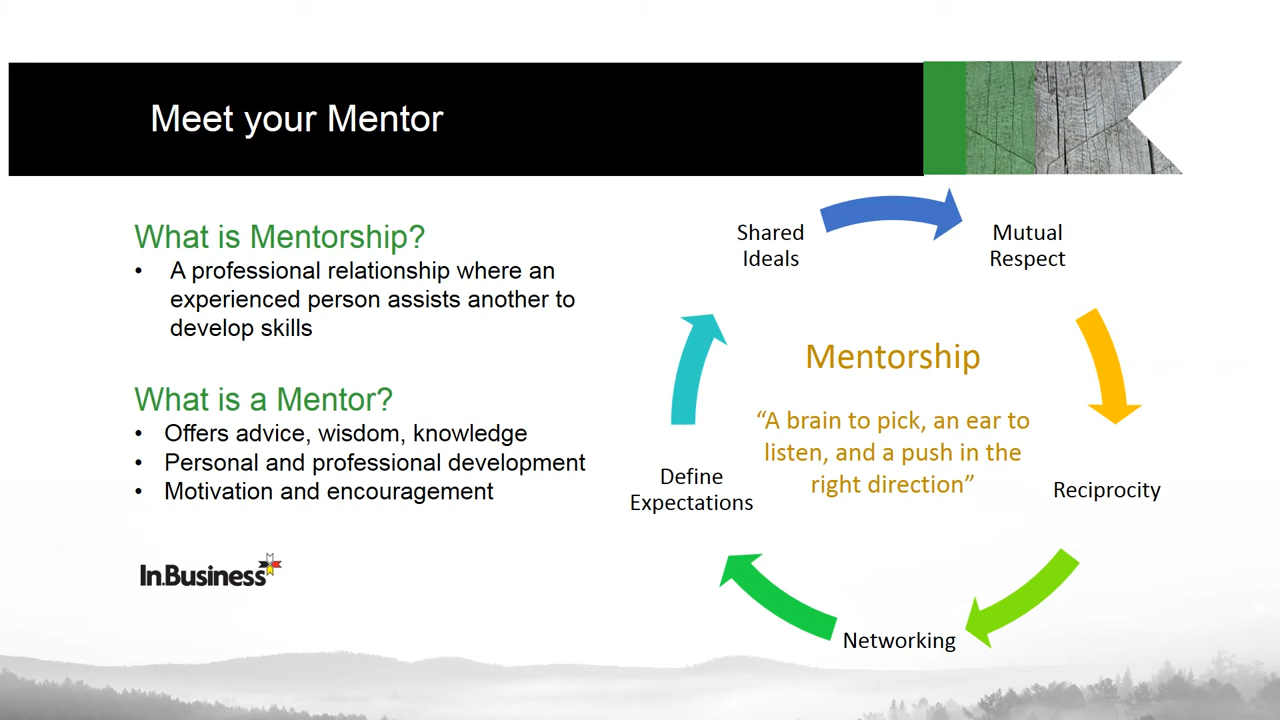 Meet your Mentor
What is Mentorship?
• A professional relationship where an
experienced person assists another to
develop skills
What is a Mentor?
• Offers advice, wisdom, knowledge
• Personal and professional development
• Motivation and encouragement
In.Business
Shared
Ideals
Mutual
Respect
Reciprocity
Networking
Define
Expectations
Mentorship
“A brain to pick, an ear to
listen, and a push in the
right direction”